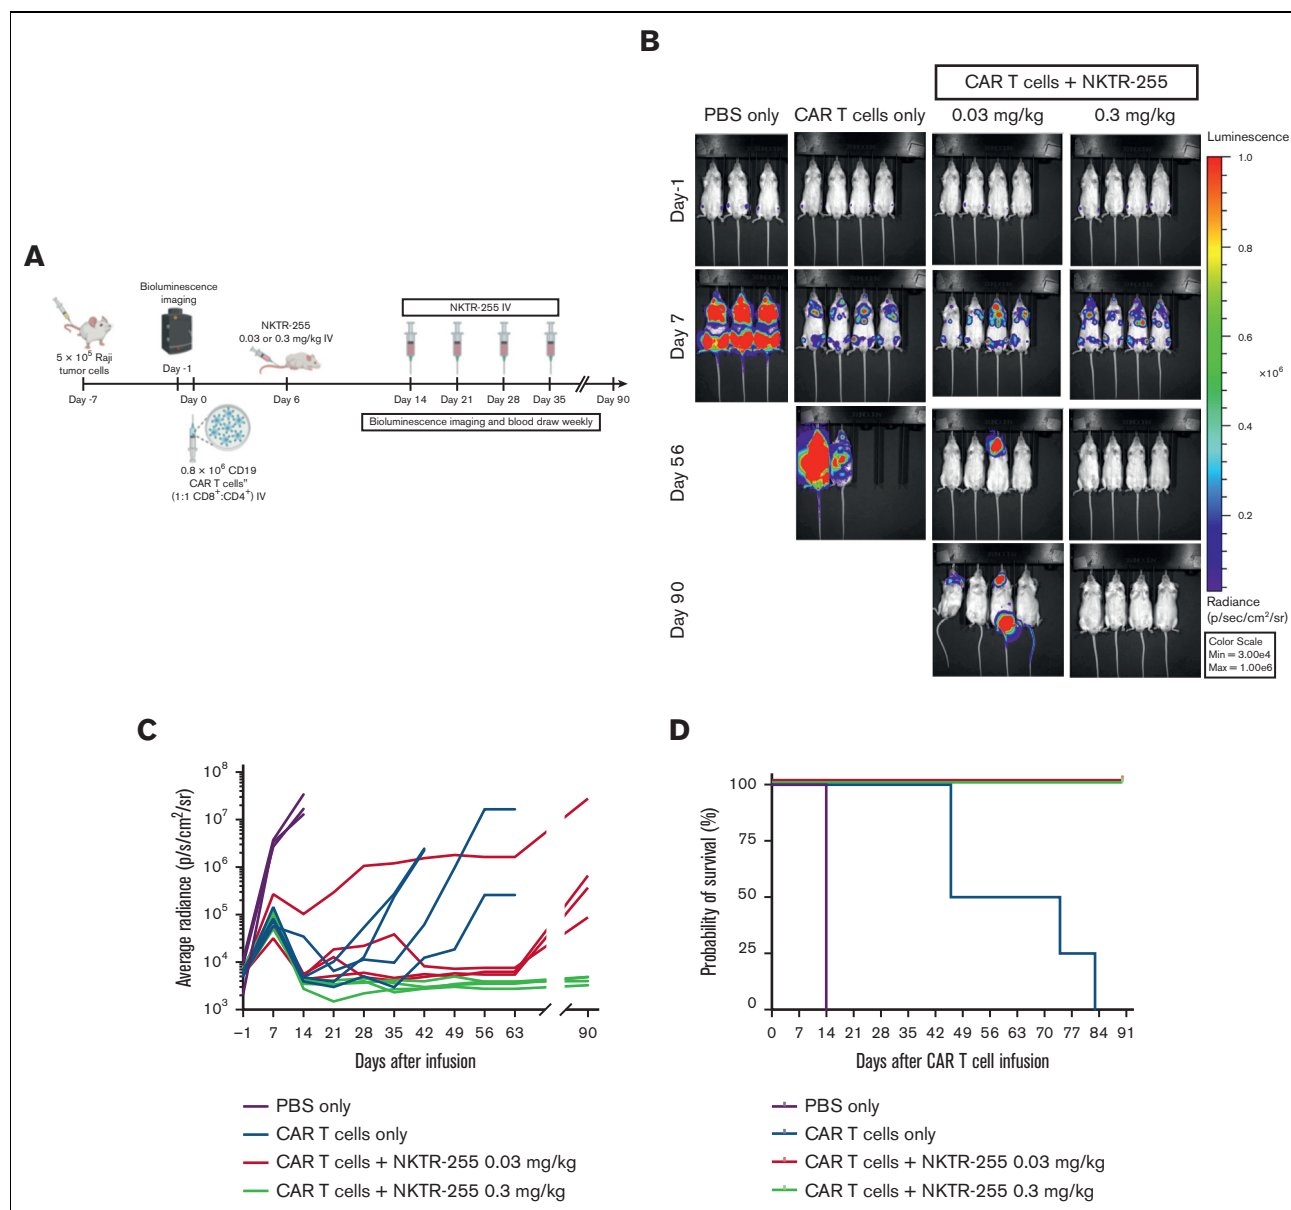 A
Bioluminescence
imaging
5 × 10⁵ Raji
tumor cells
Day -1
NKTR-255
0.03 or 0.3 mg/kg IV
NKTR-255 IV
Day -7
Day 0
Day 6
Day 14
Day 21
Day 28
Day 35
Day 90
Bioluminescence imaging and blood draw weekly
0.8 × 10⁶ CD19
CAR T cells"
(1:1 CD8⁺:CD4⁺) IV
B
CAR T cells + NKTR-255
PBS only
CAR T cells only
0.03 mg/kg
0.3 mg/kg
Day-1
Day 7
Day 56
Day 90
Luminescence
1.0
0.8
0.6
×10⁶
0.4
0.2
Radiance
(p/sec/cm²/sr)
Color Scale
Min = 3.00e4
Max = 1.00e6
C
Average radiance (p/s/cm²/sr)
10⁸
10⁷
10⁶
10⁵
10⁴
10³
−1 7 14 21 28 35 42 49 56 63 90
Days after infusion
PBS only
CAR T cells only
CAR T cells + NKTR-255 0.03 mg/kg
CAR T cells + NKTR-255 0.3 mg/kg
D
Probability of survival (%)
100
75
50
25
0
0 7 14 21 28 35 42 49 56 63 70 77 84 91
Days after CAR T cell infusion
PBS only
CAR T cells only
CAR T cells + NKTR-255 0.03 mg/kg
CAR T cells + NKTR-255 0.3 mg/kg